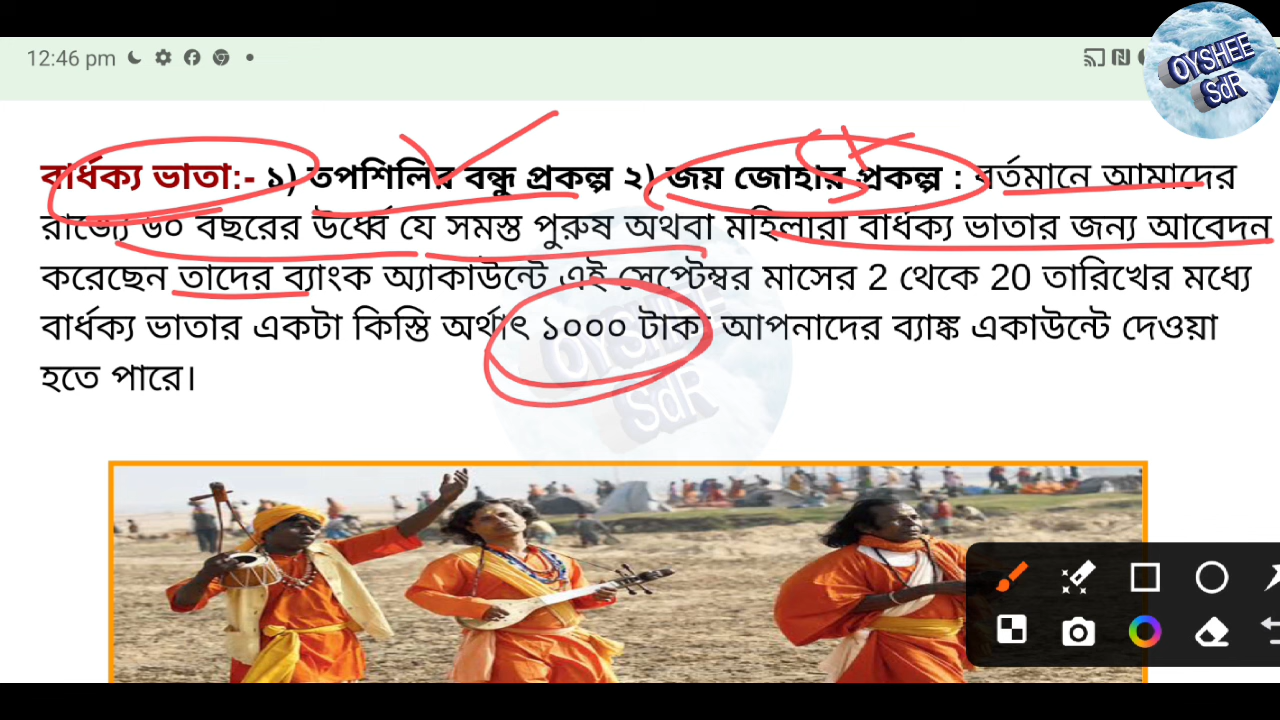 12:46 pm
OYSHEE
SdR
বার্ধক্য ভাতা:- ১) তপশিলির বন্ধু প্রকল্প ২) জয় জোহার প্রকল্প : বর্তমানে আমাদের
রাজ্যে ৬০ বছরের উর্ধ্বে যে সমস্ত পুরুষ অথবা মহিলারা বার্ধক্য ভাতার জন্য আবেদন
করেছেন তাদের ব্যাংক অ্যাকাউন্টে এই সেপ্টেম্বর মাসের 2 থেকে 20 তারিখের মধ্যে
বার্ধক্য ভাতার একটা কিস্তি অর্থাৎ ১০০০ টাকা আপনাদের ব্যাঙ্ক একাউন্টে দেওয়া
হতে পারে।
OYSHEE
SdR